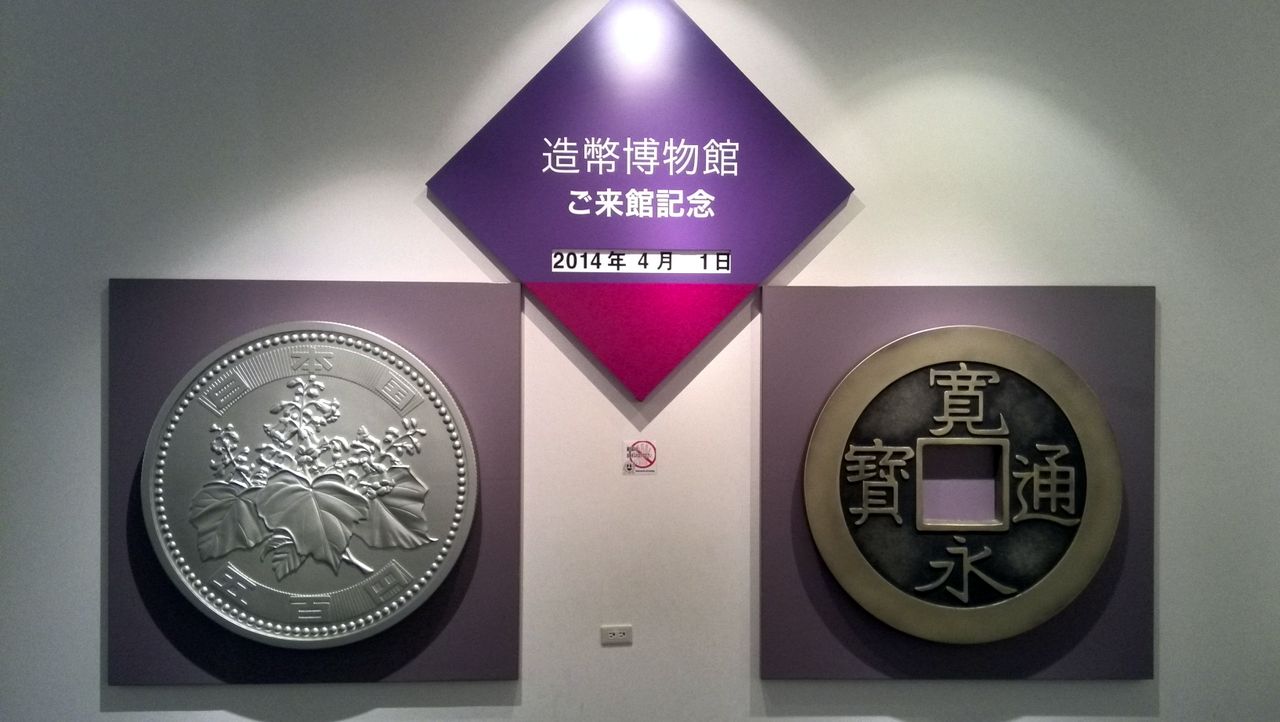 造幣博物館
ご来館記念
2014年 4月 1日
日本国
五百円
寛
永
通
寳